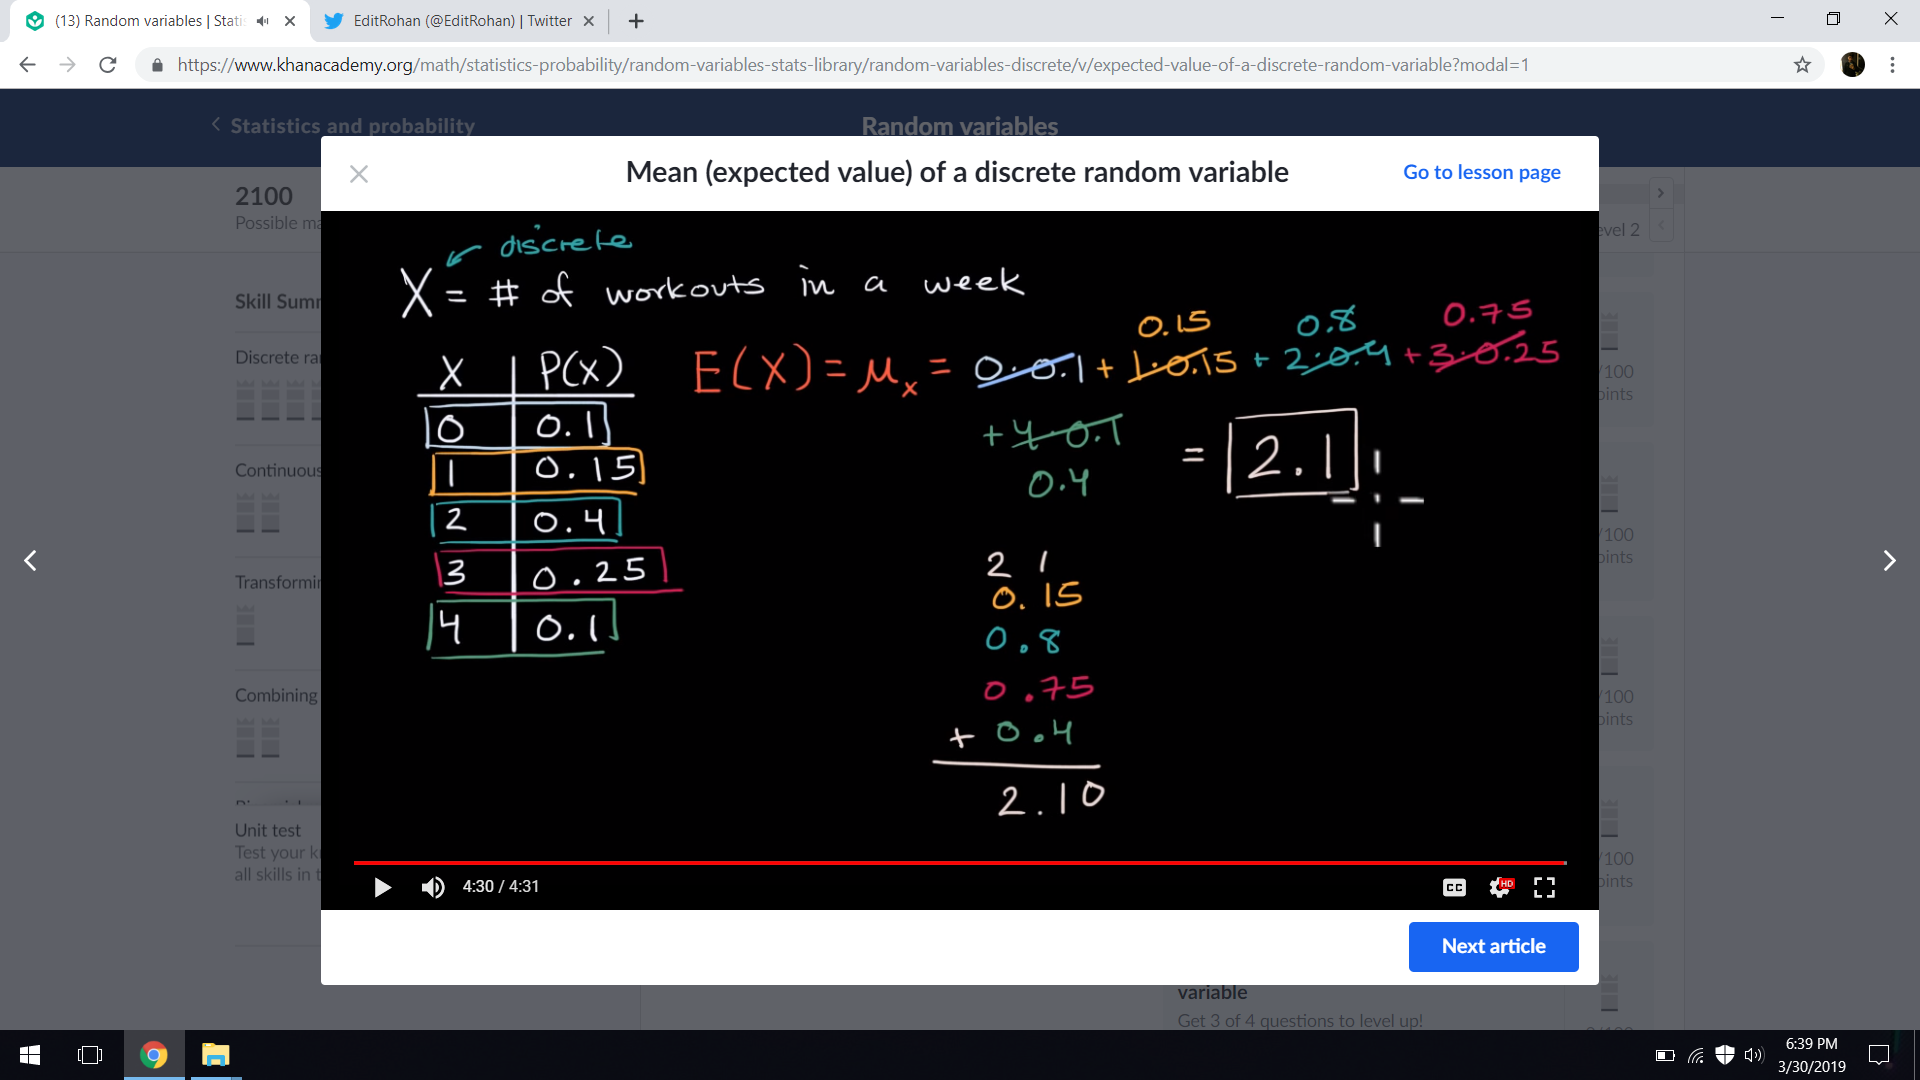 (13) Random variables | Stati
EditRohan (@EditRohan) | Twitter
https://www.khanacademy.org/math/statistics-probability/random-variables-stats-library/random-variables-discrete/v/expected-value-of-a-discrete-random-variable?modal=1
Statistics and probability
Random variables
2100
Possible ma
evel 2
Mean (expected value) of a discrete random variable
Go to lesson page
discrete
X = # of workouts in a week
X P(X)
0 0.1
1 0.15
2 0.4
3 0.25
4 0.1
0.15 0.8 0.75
E(X) = μx = 0·0.1 + 1·0.15 + 2·0.4 + 3·0.25
+ 4·0.1
0.4
= 2.1
2 1
0.15
0.8
0.75
+ 0.4
2.10
Skill Summ
Discrete ra
Continuous
Transformin
Combining
Unit test
Test your k
all skills in t
/100
oints
/100
oints
/100
oints
/100
oints
4:30 / 4:31
CC
HD
Next article
variable
Get 3 of 4 questions to level up!
6:39 PM
3/30/2019